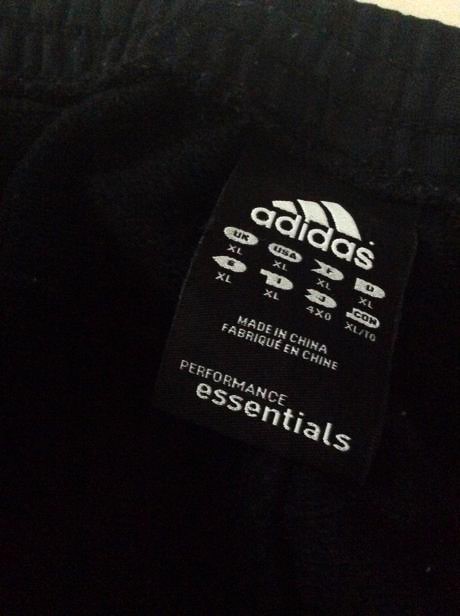 adidas
UK USA F D
XL XL XL XL
E I J CDN
XL XL 4XO XL/TG
MADE IN CHINA
FABRIQUÉ EN CHINE
PERFORMANCE
essentials